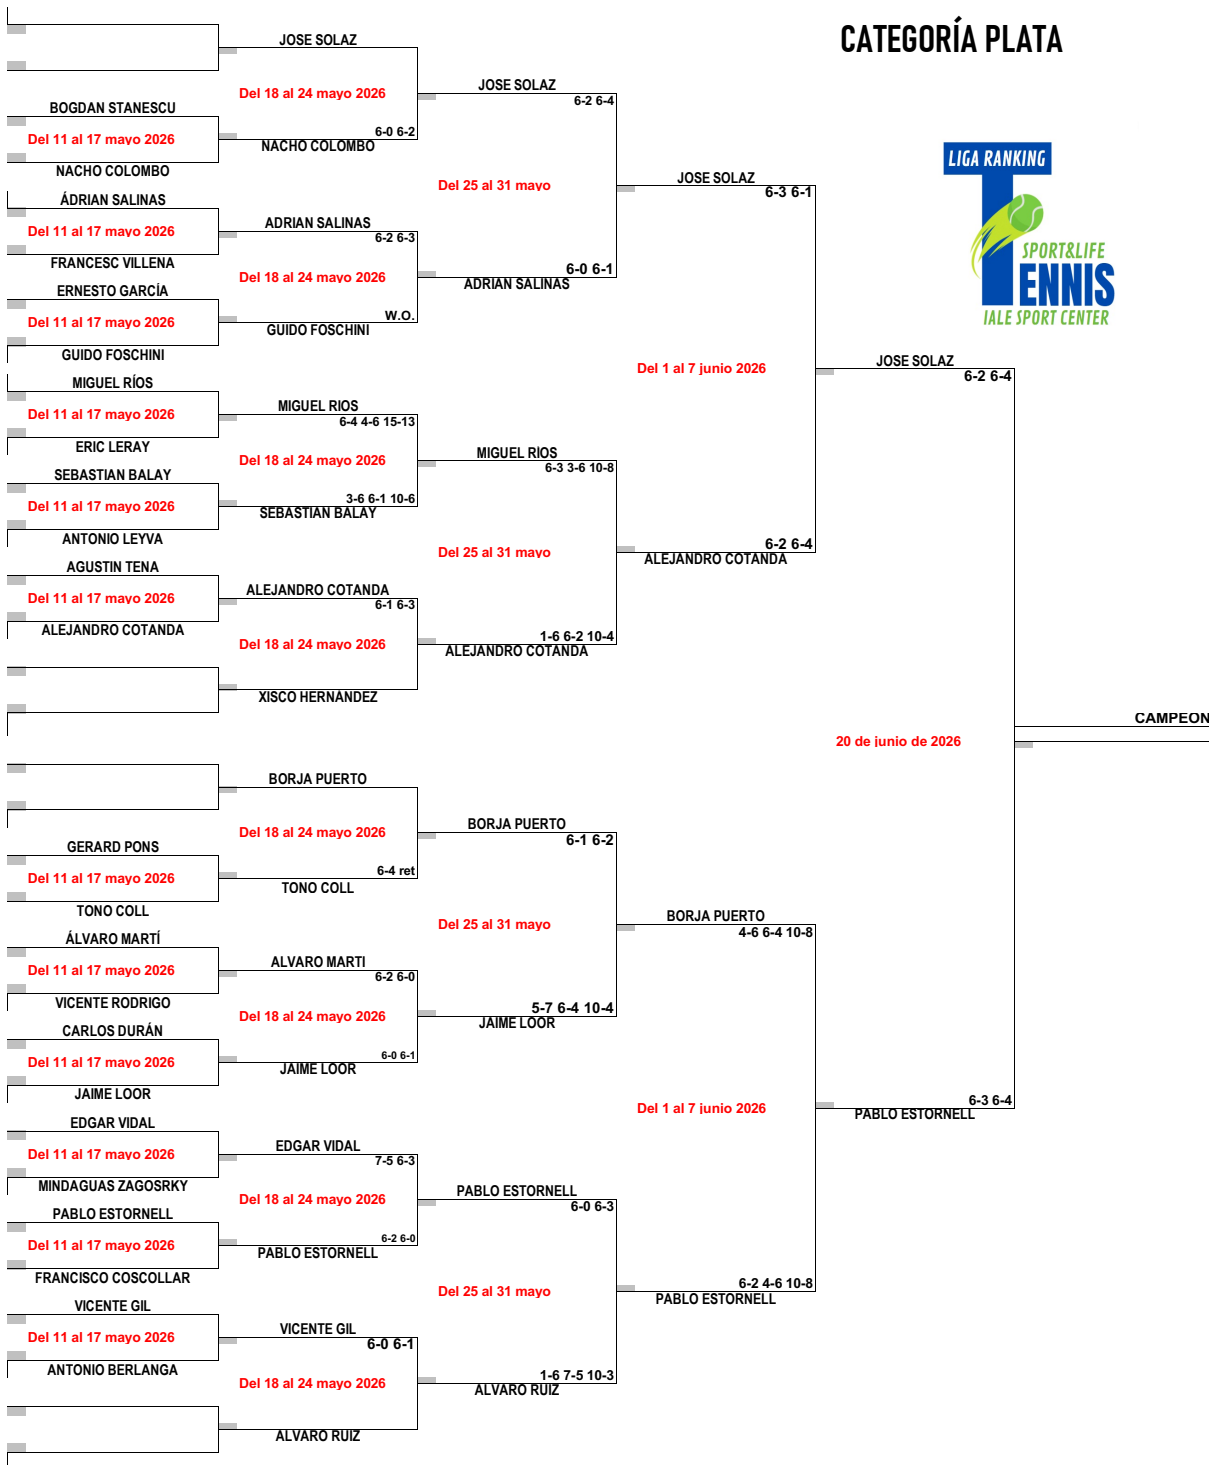 CATEGORÍA PLATA
LIGA RANKING
SPORT&LIFE
TENNIS
IALE SPORT CENTER
JOSE SOLAZ
Del 18 al 24 mayo 2026
BOGDAN STANESCU
Del 11 al 17 mayo 2026
NACHO COLOMBO
6-0 6-2
NACHO COLOMBO
JOSE SOLAZ
6-2 6-4
ÁDRIAN SALINAS
Del 11 al 17 mayo 2026
FRANCESC VILLENA
ADRIAN SALINAS
6-2 6-3
Del 18 al 24 mayo 2026
ERNESTO GARCÍA
Del 11 al 17 mayo 2026
GUIDO FOSCHINI
W.O.
GUIDO FOSCHINI
Del 25 al 31 mayo
6-0 6-1
ADRIAN SALINAS
JOSE SOLAZ
6-3 6-1
MIGUEL RÍOS
Del 11 al 17 mayo 2026
ERIC LERAY
MIGUEL RIOS
6-4 4-6 15-13
Del 18 al 24 mayo 2026
SEBASTIAN BALAY
Del 11 al 17 mayo 2026
ANTONIO LEYVA
3-6 6-1 10-6
SEBASTIAN BALAY
MIGUEL RIOS
6-3 3-6 10-8
Del 1 al 7 junio 2026
JOSE SOLAZ
6-2 6-4
AGUSTIN TENA
Del 11 al 17 mayo 2026
ALEJANDRO COTANDA
ALEJANDRO COTANDA
6-1 6-3
Del 18 al 24 mayo 2026
XISCO HERNANDEZ
Del 25 al 31 mayo
1-6 6-2 10-4
ALEJANDRO COTANDA
6-2 6-4
ALEJANDRO COTANDA
CAMPEON
20 de junio de 2026
BORJA PUERTO
Del 18 al 24 mayo 2026
GERARD PONS
Del 11 al 17 mayo 2026
TONO COLL
6-4 ret
TONO COLL
BORJA PUERTO
6-1 6-2
ÁLVARO MARTÍ
Del 11 al 17 mayo 2026
VICENTE RODRIGO
ALVARO MARTI
6-2 6-0
Del 18 al 24 mayo 2026
CARLOS DURÁN
Del 11 al 17 mayo 2026
JAIME LOOR
6-0 6-1
JAIME LOOR
Del 25 al 31 mayo
5-7 6-4 10-4
JAIME LOOR
BORJA PUERTO
4-6 6-4 10-8
EDGAR VIDAL
Del 11 al 17 mayo 2026
MINDAGUAS ZAGOSRKY
EDGAR VIDAL
7-5 6-3
Del 18 al 24 mayo 2026
PABLO ESTORNELL
Del 11 al 17 mayo 2026
FRANCISCO COSCOLLAR
6-2 6-0
PABLO ESTORNELL
PABLO ESTORNELL
6-0 6-3
Del 1 al 7 junio 2026
6-3 6-4
PABLO ESTORNELL
VICENTE GIL
Del 11 al 17 mayo 2026
ANTONIO BERLANGA
VICENTE GIL
6-0 6-1
Del 18 al 24 mayo 2026
ALVARO RUIZ
Del 25 al 31 mayo
1-6 7-5 10-3
ALVARO RUIZ
6-2 4-6 10-8
PABLO ESTORNELL